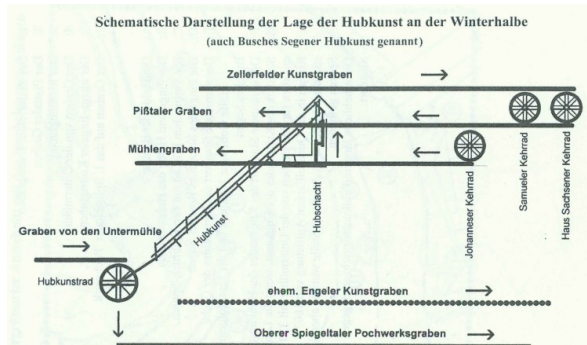 Schematische Darstellung der Lage der Hubkunst an der Winterhalbe
(auch Busches Segener Hubkunst genannt)
Zellerfelder Kunstgraben
Pißtaler Graben
Mühlengraben
Hubkunst
Hubschacht
Johanneser Kehrrad
Samueler Kehrrad
Haus Sachsener Kehrrad
Graben von den Untermühle
Hubkunstrad
ehem. Engeler Kunstgraben
Oberer Spiegeltaler Pochwerksgraben